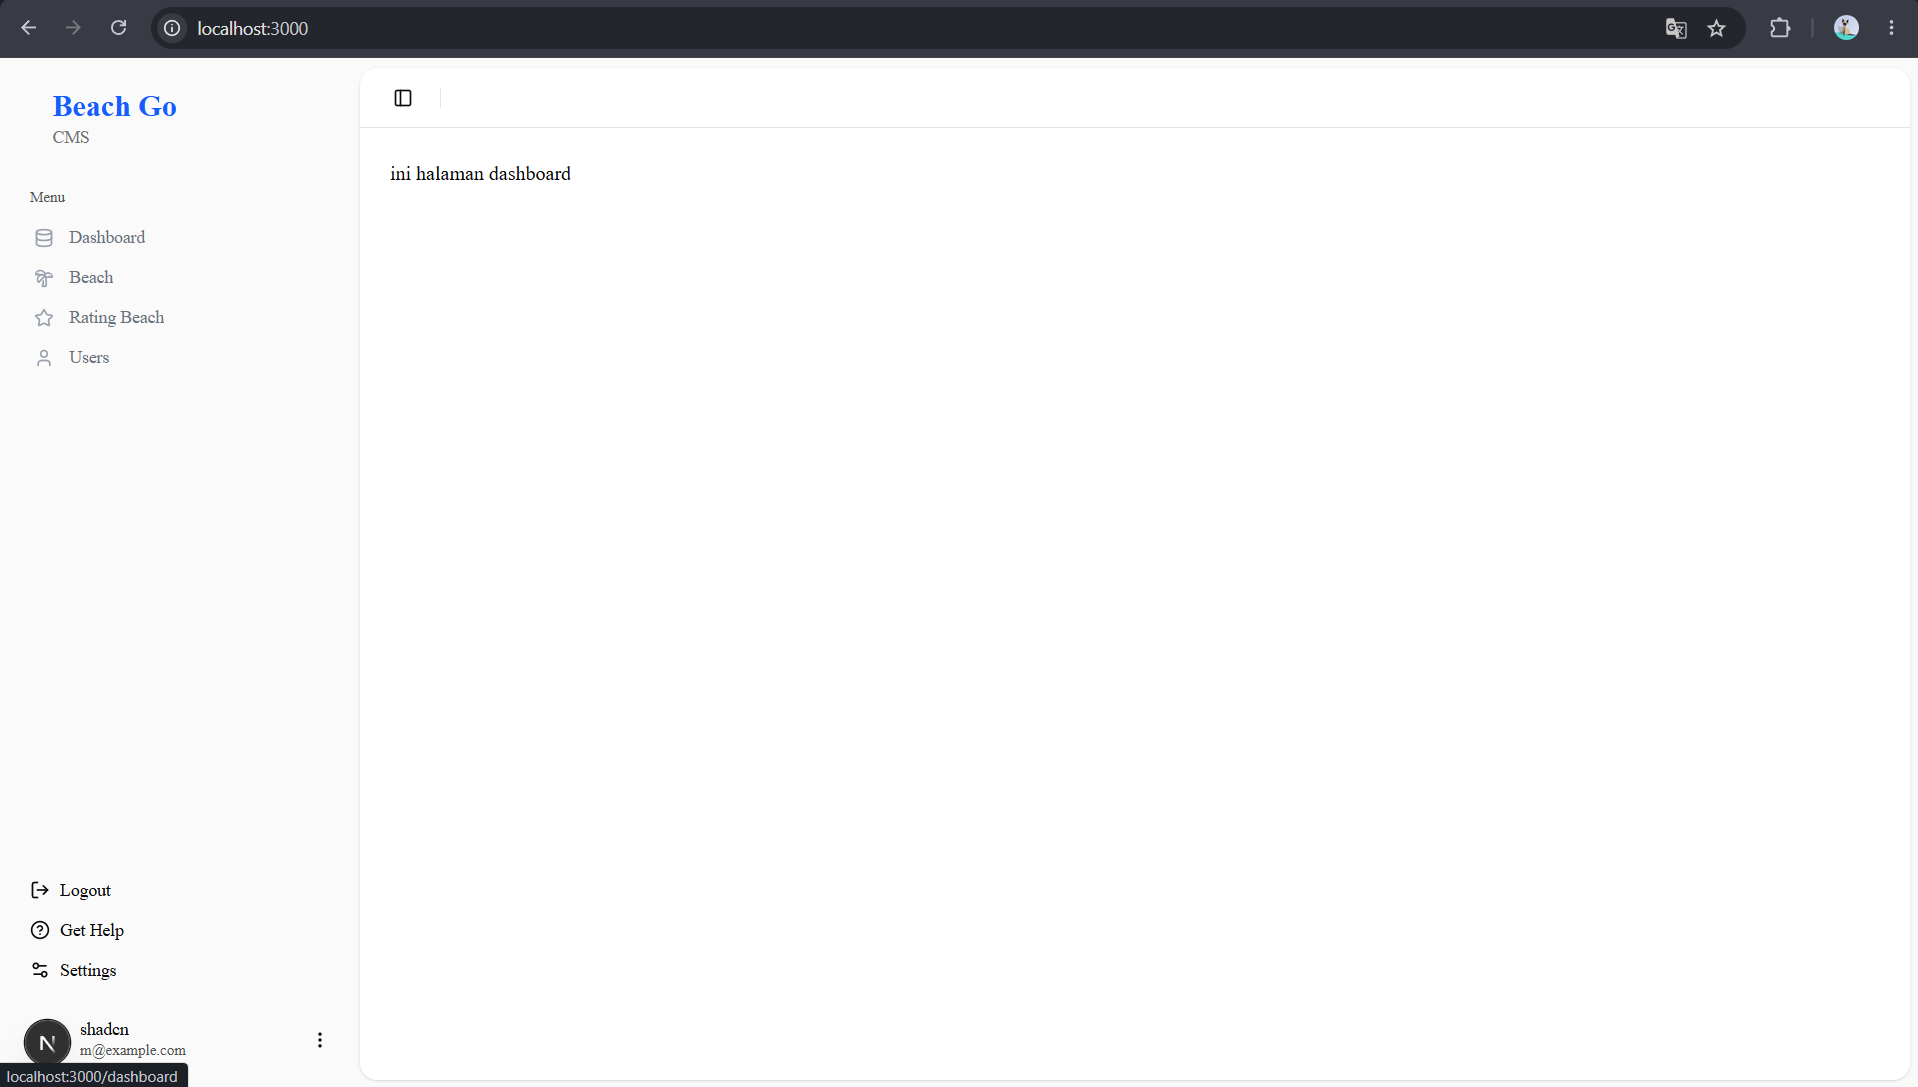 localhost:3000
Beach Go
CMS
Menu
Dashboard
Beach
Rating Beach
Users
ini halaman dashboard
Logout
Get Help
Settings
N
shadcn
m@example.com
localhost:3000/dashboard